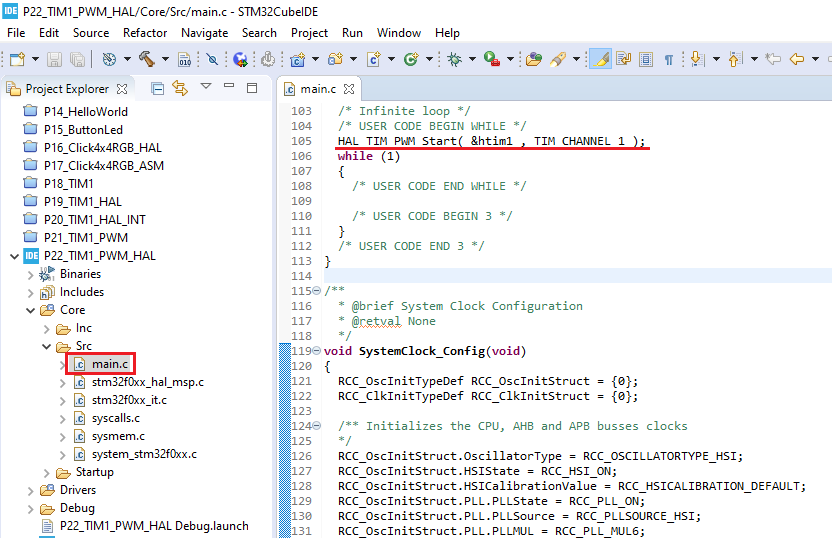 P22_TIM1_PWM_HAL/Core/Src/main.c - STM32CubeIDE
File Edit Source Refactor Navigate Search Project Run Window Help
Project Explorer
P14_HelloWorld
P15_ButtonLed
P16_Click4x4RGB_HAL
P17_Click4x4RGB_ASM
P18_TIM1
P19_TIM1_HAL
P20_TIM1_HAL_INT
P21_TIM1_PWM
IDE P22_TIM1_PWM_HAL
Binaries
Includes
Core
Inc
Src
main.c
stm32f0xx_hal_msp.c
stm32f0xx_it.c
syscalls.c
sysmem.c
system_stm32f0xx.c
Startup
Drivers
Debug
P22_TIM1_PWM_HAL Debug.launch
main.c
103 /* Infinite loop */
104 /* USER CODE BEGIN WHILE */
105 HAL_TIM_PWM_Start( &htim1 , TIM_CHANNEL_1 );
106 while (1)
107 {
108 /* USER CODE END WHILE */
109
110 /* USER CODE BEGIN 3 */
111 }
112 /* USER CODE END 3 */
113 }
114
115 /**
116 * @brief System Clock Configuration
117 * @retval None
118 */
119 void SystemClock_Config(void)
120 {
121 RCC_OscInitTypeDef RCC_OscInitStruct = {0};
122 RCC_ClkInitTypeDef RCC_ClkInitStruct = {0};
123
124 /** Initializes the CPU, AHB and APB busses clocks
125 */
126 RCC_OscInitStruct.OscillatorType = RCC_OSCILLATORTYPE_HSI;
127 RCC_OscInitStruct.HSIState = RCC_HSI_ON;
128 RCC_OscInitStruct.HSICalibrationValue = RCC_HSICALIBRATION_DEFAULT;
129 RCC_OscInitStruct.PLL.PLLState = RCC_PLL_ON;
130 RCC_OscInitStruct.PLL.PLLSource = RCC_PLLSOURCE_HSI;
131 RCC_OscInitStruct.PLL.PLLMUL = RCC_PLL_MUL6;